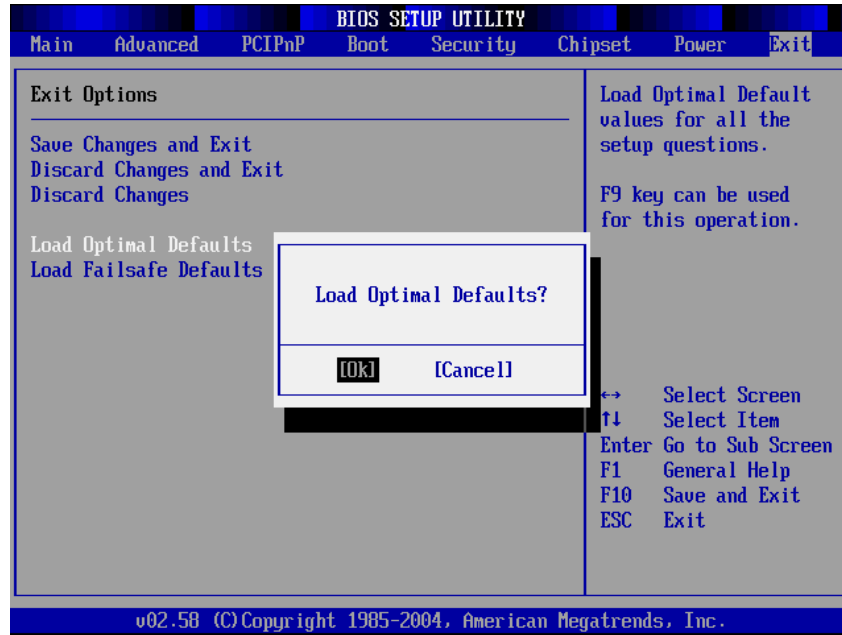 BIOS SETUP UTILITY
Main Advanced PCIPnP Boot Security Chipset Power Exit
Exit Options
Save Changes and Exit
Discard Changes and Exit
Discard Changes
Load Optimal Defaults
Load Failsafe Defaults
Load Optimal Defaults?
[Ok] [Cancel]
Load Optimal Default
values for all the
setup questions.
F9 key can be used
for this operation.
↔ Select Screen
↑↓ Select Item
Enter Go to Sub Screen
F1 General Help
F10 Save and Exit
ESC Exit
v02.58 (C)Copyright 1985-2004, American Megatrends, Inc.